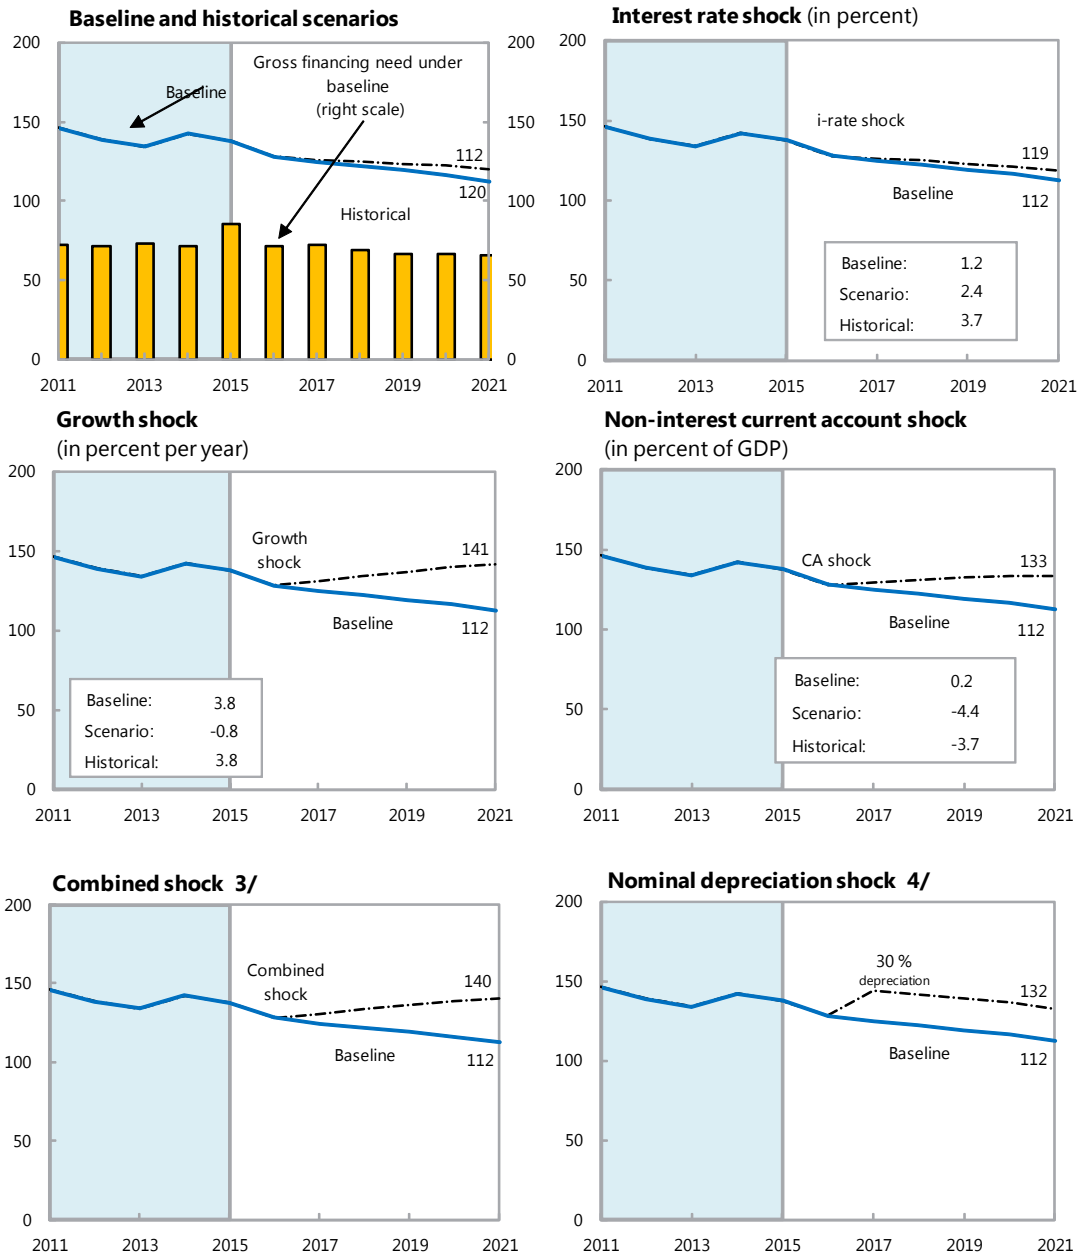 Baseline and historical scenarios
200
150
100
50
0
200
150
100
50
0
Baseline
Gross financing need under
baseline
(right scale)
112
120
Historical
2011 2013 2015 2017 2019 2021
Interest rate shock (in percent)
200
150
100
50
0
i-rate shock
119
Baseline
112
Baseline: 1.2
Scenario: 2.4
Historical: 3.7
2011 2013 2015 2017 2019 2021
Growth shock
(in percent per year)
200
150
100
50
0
Growth
shock
141
Baseline
112
Baseline: 3.8
Scenario: -0.8
Historical: 3.8
2011 2013 2015 2017 2019 2021
Non-interest current account shock
(in percent of GDP)
200
150
100
50
0
CA shock
133
Baseline
112
Baseline: 0.2
Scenario: -4.4
Historical: -3.7
2011 2013 2015 2017 2019 2021
Combined shock 3/
200
150
100
50
0
Combined
shock
140
Baseline
112
2011 2013 2015 2017 2019 2021
Nominal depreciation shock 4/
200
150
100
50
0
30 %
depreciation
132
Baseline
112
2011 2013 2015 2017 2019 2021